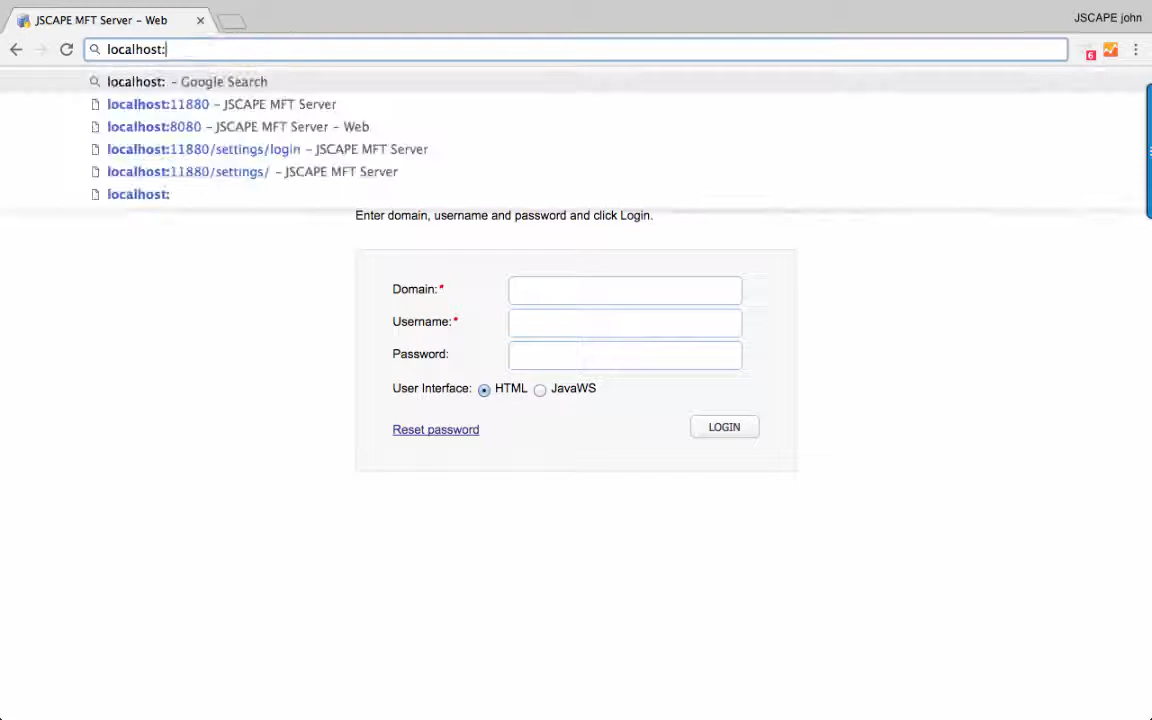 JSCAPE MFT Server – Web
JSCAPE john
localhost:
6
localhost: – Google Search
localhost:11880 – JSCAPE MFT Server
localhost:8080 – JSCAPE MFT Server – Web
localhost:11880/settings/login – JSCAPE MFT Server
localhost:11880/settings/ – JSCAPE MFT Server
localhost:
Enter domain, username and password and click Login.
Domain:*
Username:*
Password:
User Interface: HTML JavaWS
Reset password LOGIN